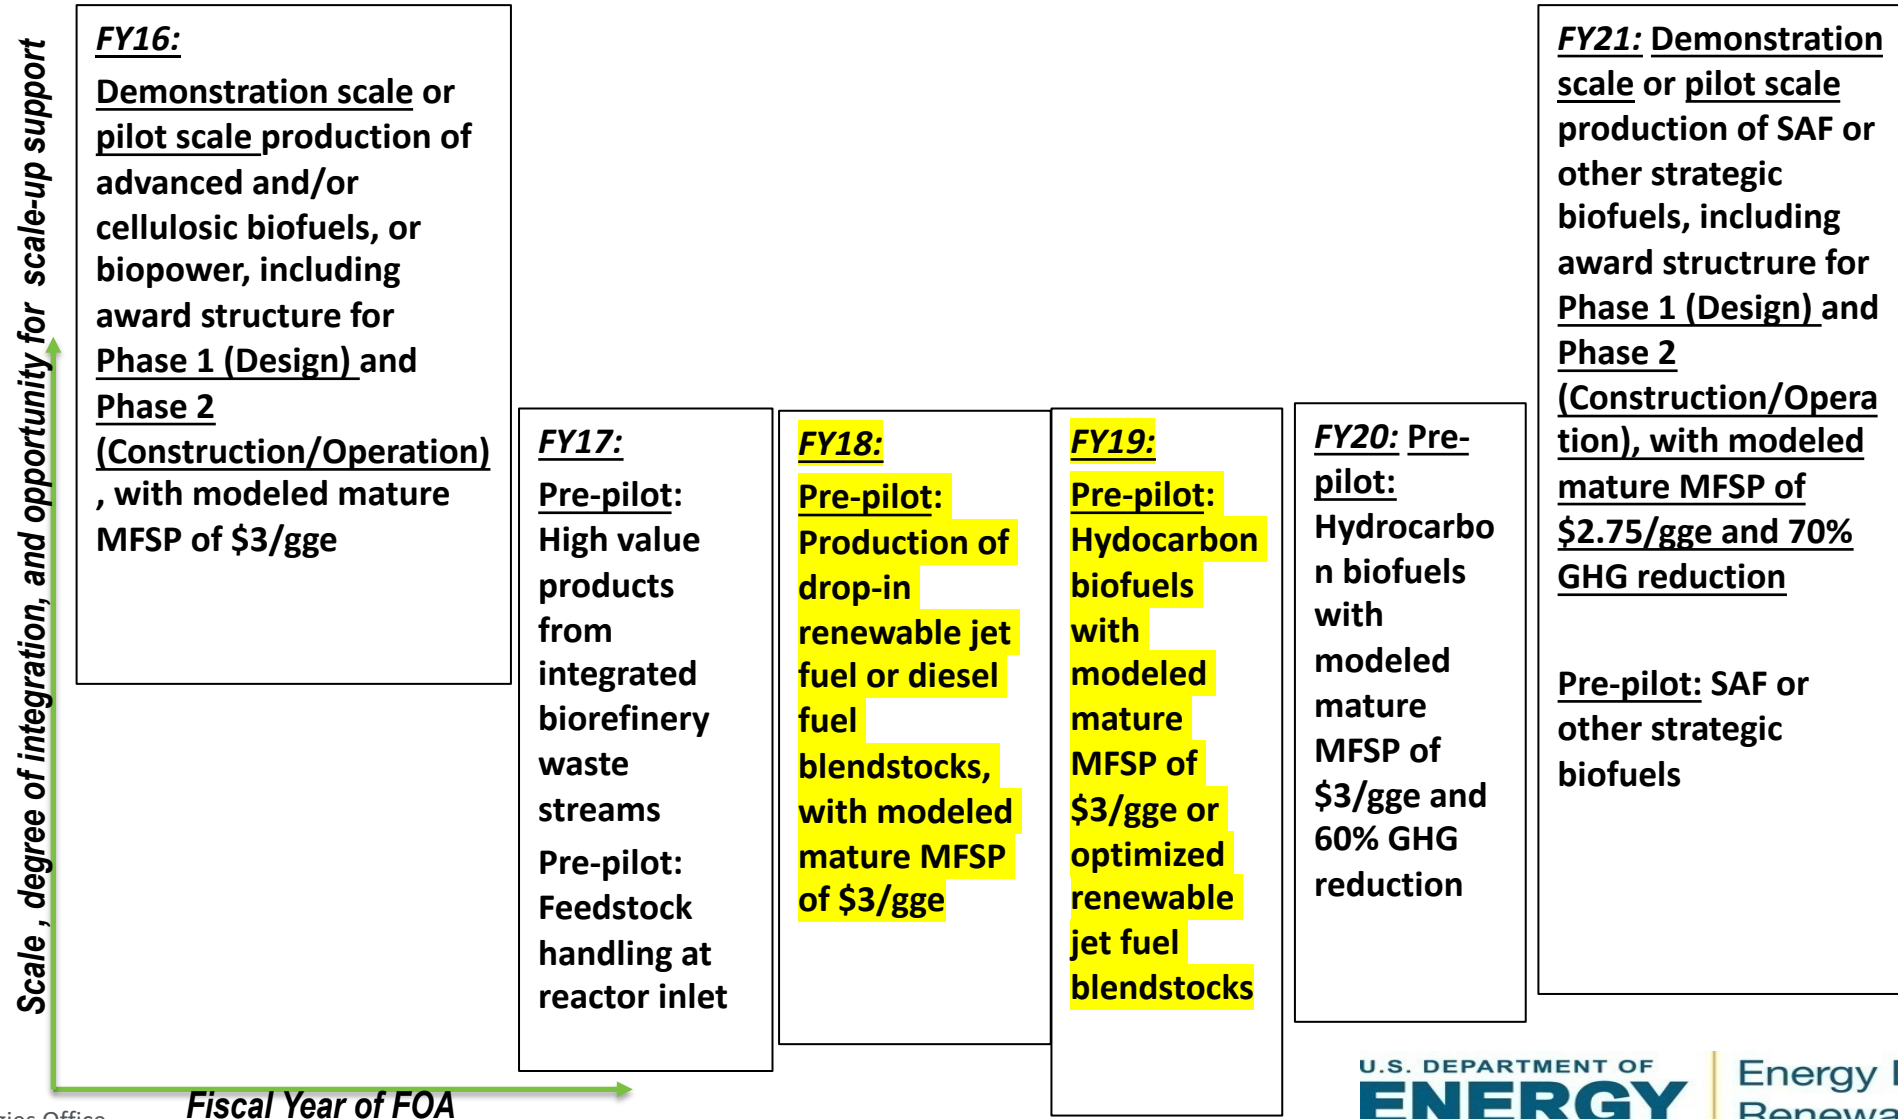 Scale , degree of integration, and opportunity for scale-up support
FY16:
Demonstration scale or
pilot scale production of
advanced and/or
cellulosic biofuels, or
biopower, including
award structure for
Phase 1 (Design) and
Phase 2
(Construction/Operation)
, with modeled mature
MFSP of $3/gge
FY17:
Pre-pilot:
High value
products
from
integrated
biorefinery
waste
streams
Pre-pilot:
Feedstock
handling at
reactor inlet
FY18:
Pre-pilot:
Production of
drop-in
renewable jet
fuel or diesel
fuel
blendstocks,
with modeled
mature MFSP
of $3/gge
FY19:
Pre-pilot:
Hydocarbon
biofuels
with
modeled
mature
MFSP of
$3/gge or
optimized
renewable
jet fuel
blendstocks
FY20: Pre-
pilot:
Hydrocarbo
n biofuels
with
modeled
mature
MFSP of
$3/gge and
60% GHG
reduction
FY21: Demonstration
scale or pilot scale
production of SAF or
other strategic
biofuels, including
award structrure for
Phase 1 (Design) and
Phase 2
(Construction/Opera
tion), with modeled
mature MFSP of
$2.75/gge and 70%
GHG reduction
Pre-pilot: SAF or
other strategic
biofuels
Fiscal Year of FOA
Office
U.S. DEPARTMENT OF
ENERGY
Energy